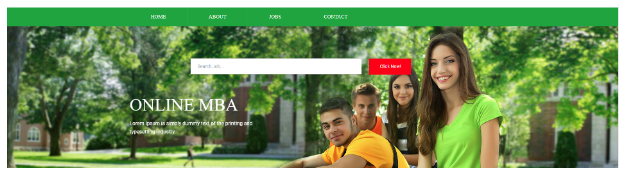 HOME ABOUT JOBS CONTACT
Search Job... Click Here!
ONLINE MBA
Lorem Ipsum is simply dummy text of the printing and
typesetting industry.